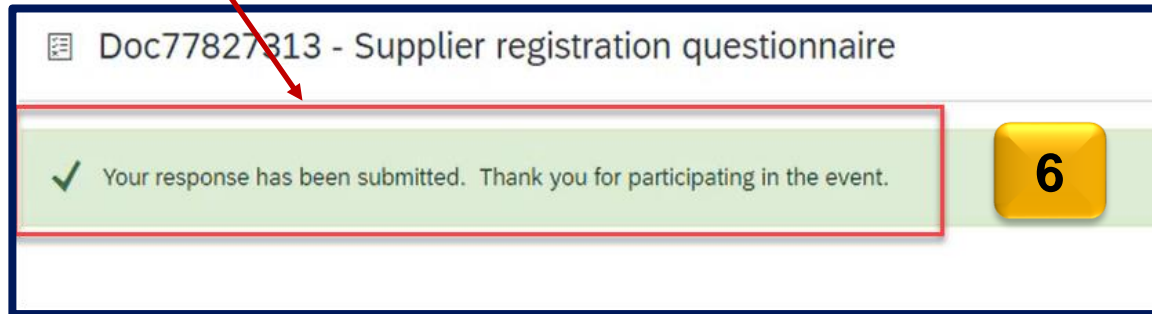 Doc77827313 - Supplier registration questionnaire
Your response has been submitted. Thank you for participating in the event.
6